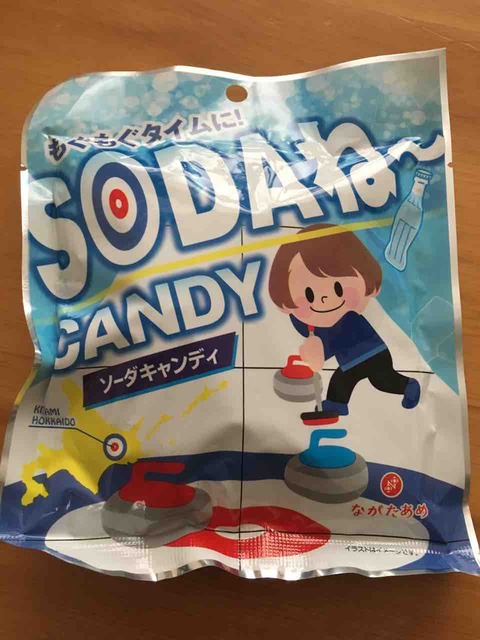 もぐもぐタイムに!
SODAね〜
CANDY
ソーダキャンディ
KITAMI
HOKKAIDO
N
ながたあめ
イラストはイメージです。